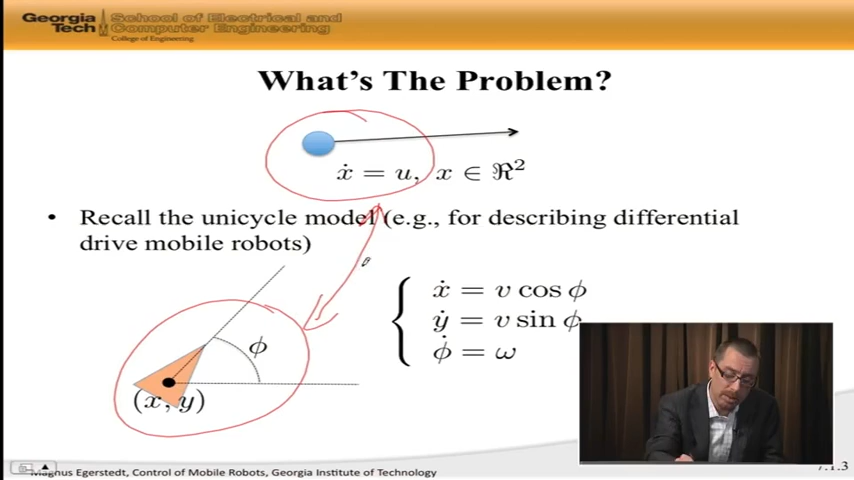 Georgia Tech School of Electrical and Computer Engineering
College of Engineering
What's The Problem?
ẋ = u, x ∈ ℜ²
• Recall the unicycle model (e.g., for describing differential
drive mobile robots)
ẋ = v cos ϕ
ẏ = v sin ϕ
ϕ̇ = ω
ϕ
(x, y)
Magnus Egerstedt, Control of Mobile Robots, Georgia Institute of Technology
7.1.3